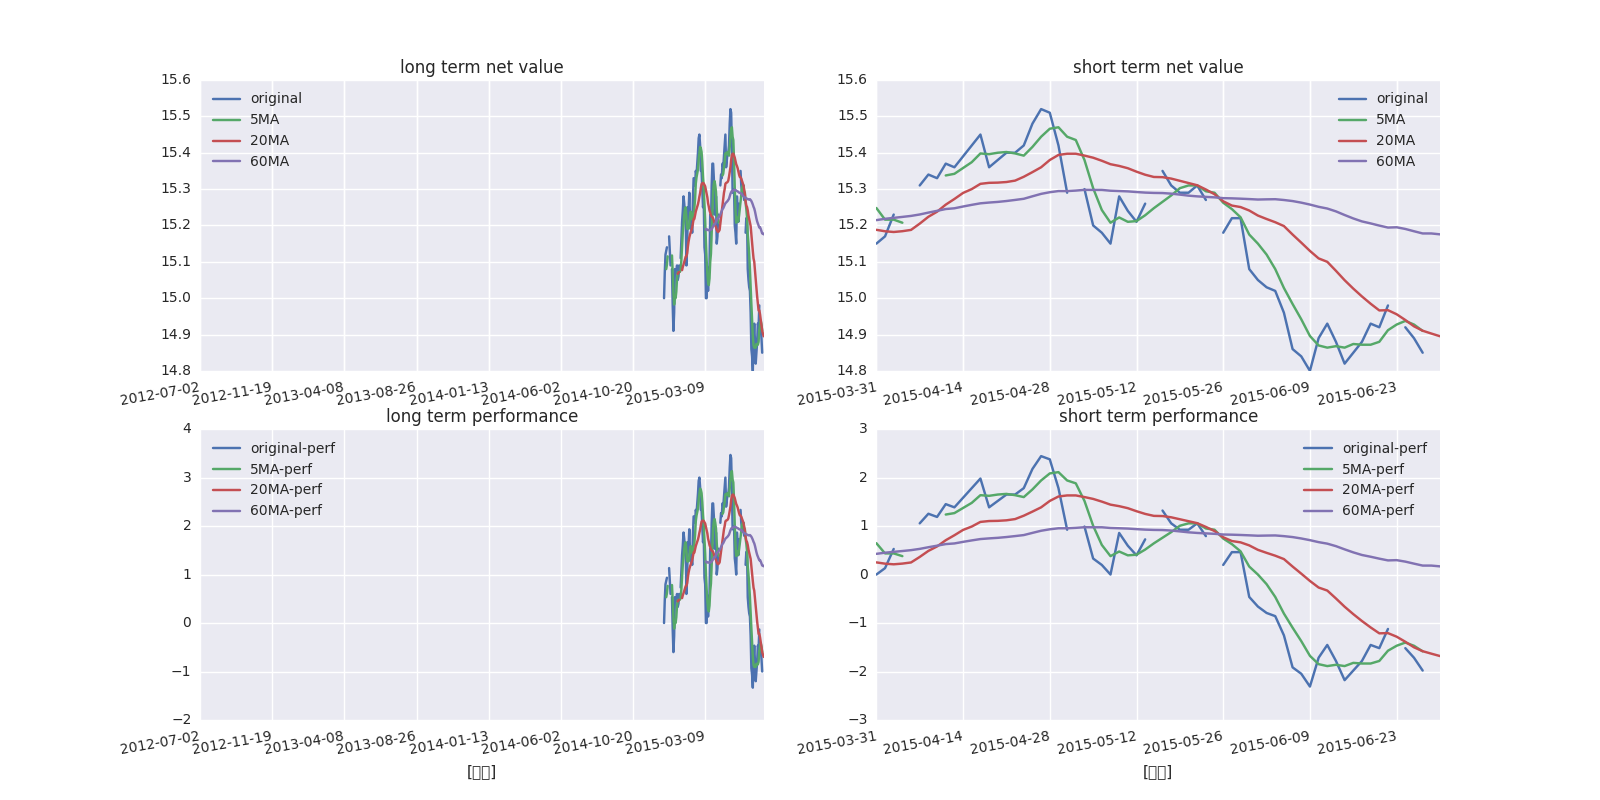 long term net value
15.6
15.5
15.4
15.3
15.2
15.1
15.0
14.9
14.8
original
5MA
20MA
60MA
2012-07-02 2012-11-19 2013-04-08 2013-08-26 2014-01-13 2014-06-02 2014-10-20 2015-03-09
short term net value
15.6
15.5
15.4
15.3
15.2
15.1
15.0
14.9
14.8
original
5MA
20MA
60MA
2015-03-31 2015-04-14 2015-04-28 2015-05-12 2015-05-26 2015-06-09 2015-06-23
long term performance
4
3
2
1
0
−1
−2
original-perf
5MA-perf
20MA-perf
60MA-perf
2012-07-02 2012-11-19 2013-04-08 2013-08-26 2014-01-13 2014-06-02 2014-10-20 2015-03-09
short term performance
3
2
1
0
−1
−2
−3
original-perf
5MA-perf
20MA-perf
60MA-perf
2015-03-31 2015-04-14 2015-04-28 2015-05-12 2015-05-26 2015-06-09 2015-06-23